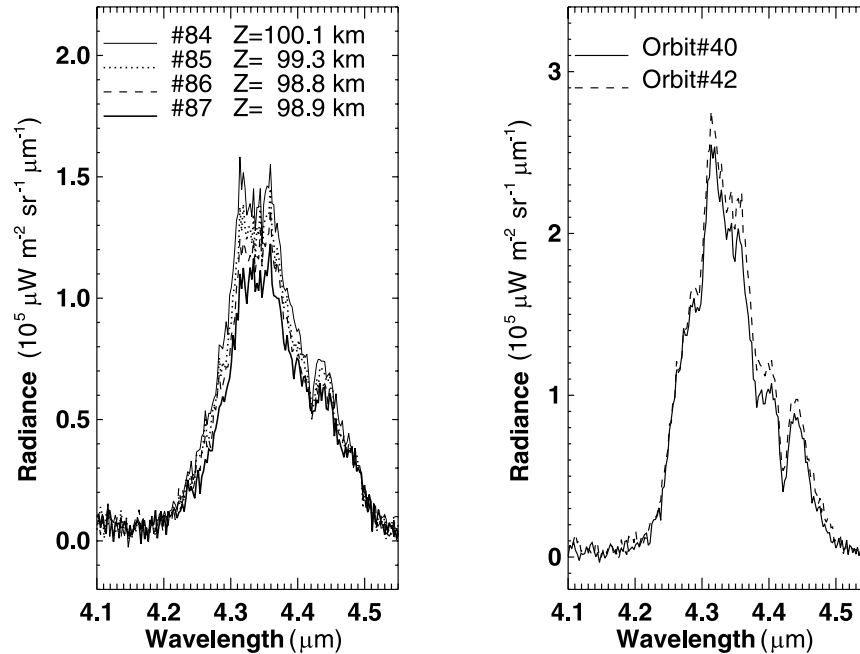 #84 Z=100.1 km
#85 Z= 99.3 km
#86 Z= 98.8 km
#87 Z= 98.9 km
2.0
1.5
1.0
0.5
0.0
Radiance (10⁵ μW m⁻² sr⁻¹ μm⁻¹)
4.1 4.2 4.3 4.4 4.5
Wavelength (μm)
Orbit#40
Orbit#42
3
2
1
0
Radiance (10⁵ μW m⁻² sr⁻¹ μm⁻¹)
4.1 4.2 4.3 4.4 4.5
Wavelength (μm)